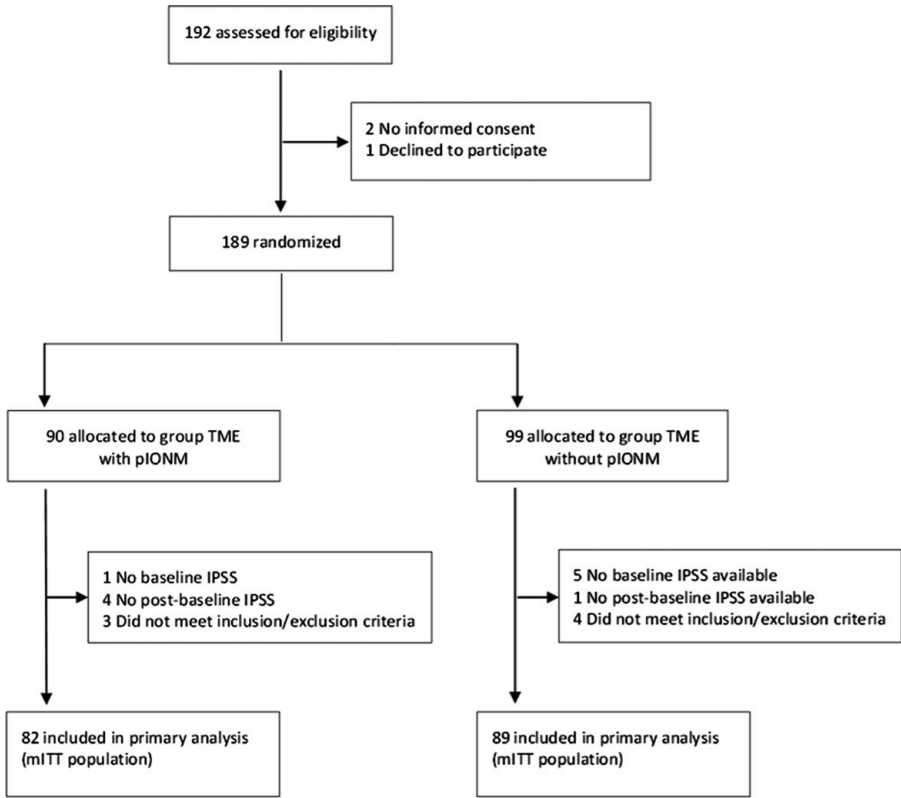 192 assessed for eligibility
2 No informed consent
1 Declined to participate
189 randomized
90 allocated to group TME
with pIONM
99 allocated to group TME
without pIONM
1 No baseline IPSS
4 No post-baseline IPSS
3 Did not meet inclusion/exclusion criteria
5 No baseline IPSS available
1 No post-baseline IPSS available
4 Did not meet inclusion/exclusion criteria
82 included in primary analysis
(mITT population)
89 included in primary analysis
(mITT population)